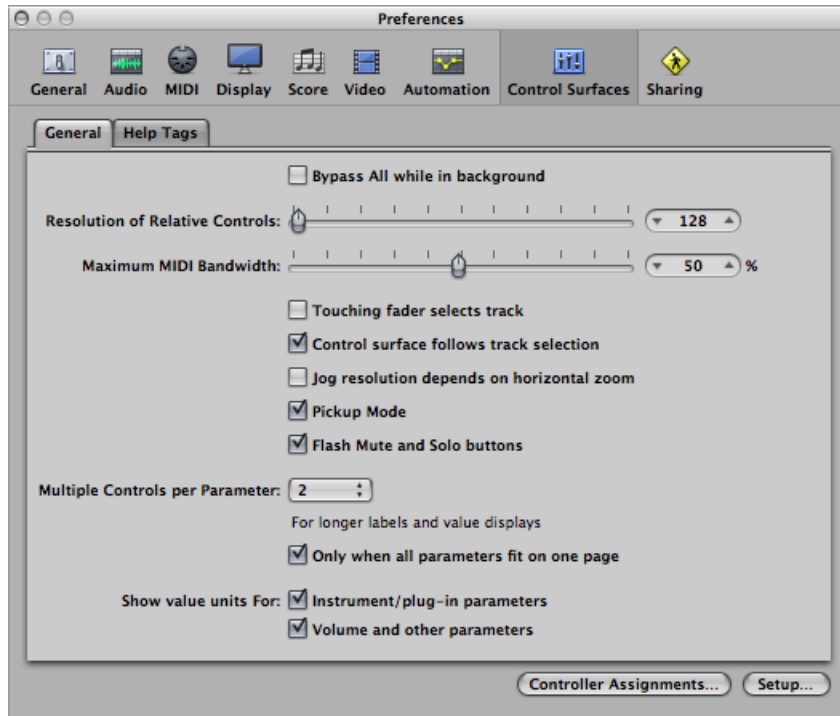 Preferences
General Audio MIDI Display Score Video Automation Control Surfaces Sharing
General Help Tags
Bypass All while in background
Resolution of Relative Controls: 128
Maximum MIDI Bandwidth: 50 %
Touching fader selects track
Control surface follows track selection
Jog resolution depends on horizontal zoom
Pickup Mode
Flash Mute and Solo buttons
Multiple Controls per Parameter: 2
For longer labels and value displays
Only when all parameters fit on one page
Show value units For: Instrument/plug-in parameters
Volume and other parameters
Controller Assignments... Setup...